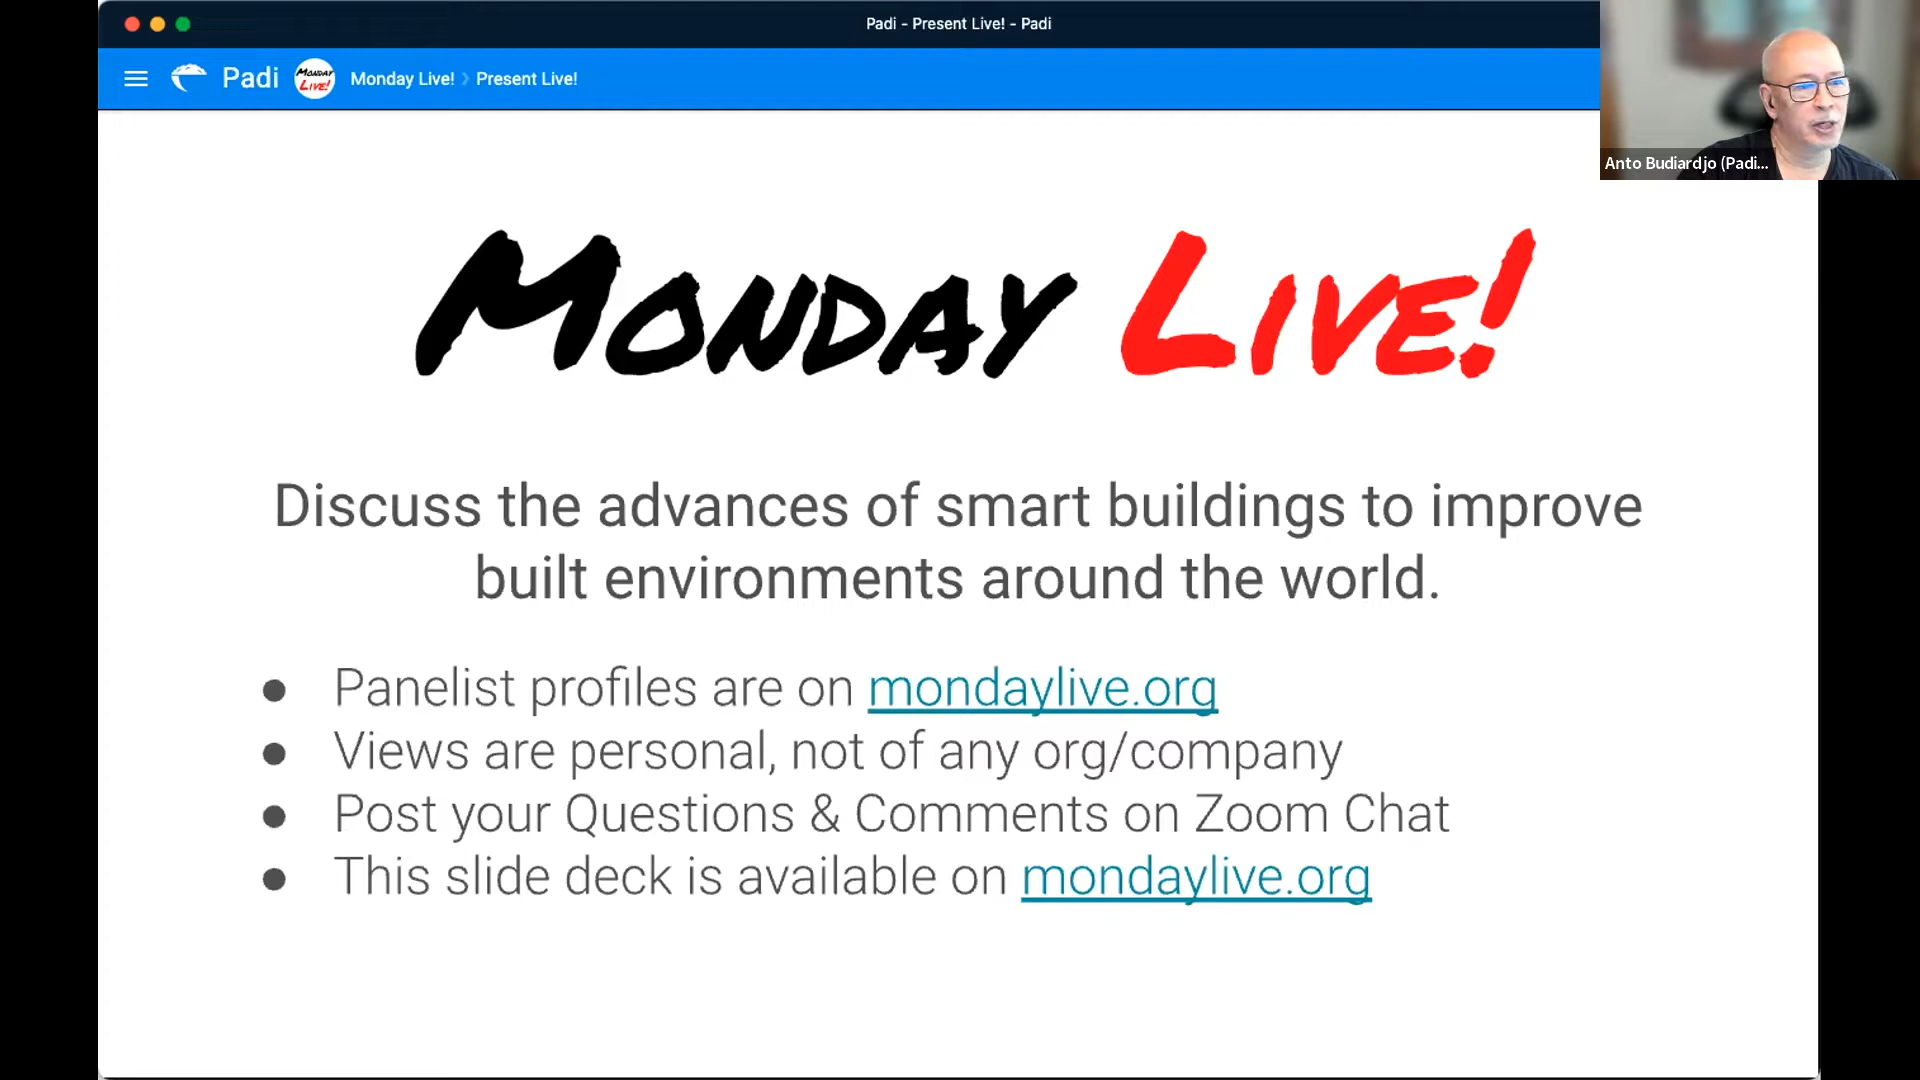 Padi - Present Live! - Padi
Padi
MONDAY
LIVE!
Monday Live! › Present Live!
Anto Budiardjo (Padi...
MONDAY LIVE!
Discuss the advances of smart buildings to improve
built environments around the world.
● Panelist profiles are on mondaylive.org
● Views are personal, not of any org/company
● Post your Questions & Comments on Zoom Chat
● This slide deck is available on mondaylive.org